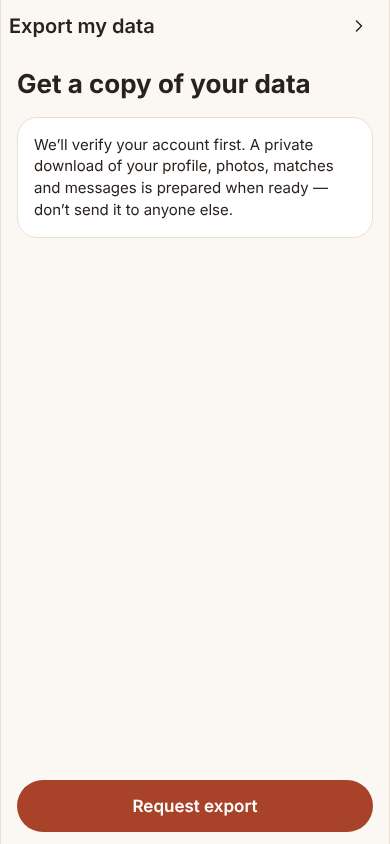 Export my data
Get a copy of your data
We’ll verify your account first. A private
download of your profile, photos, matches
and messages is prepared when ready —
don’t send it to anyone else.
Request export